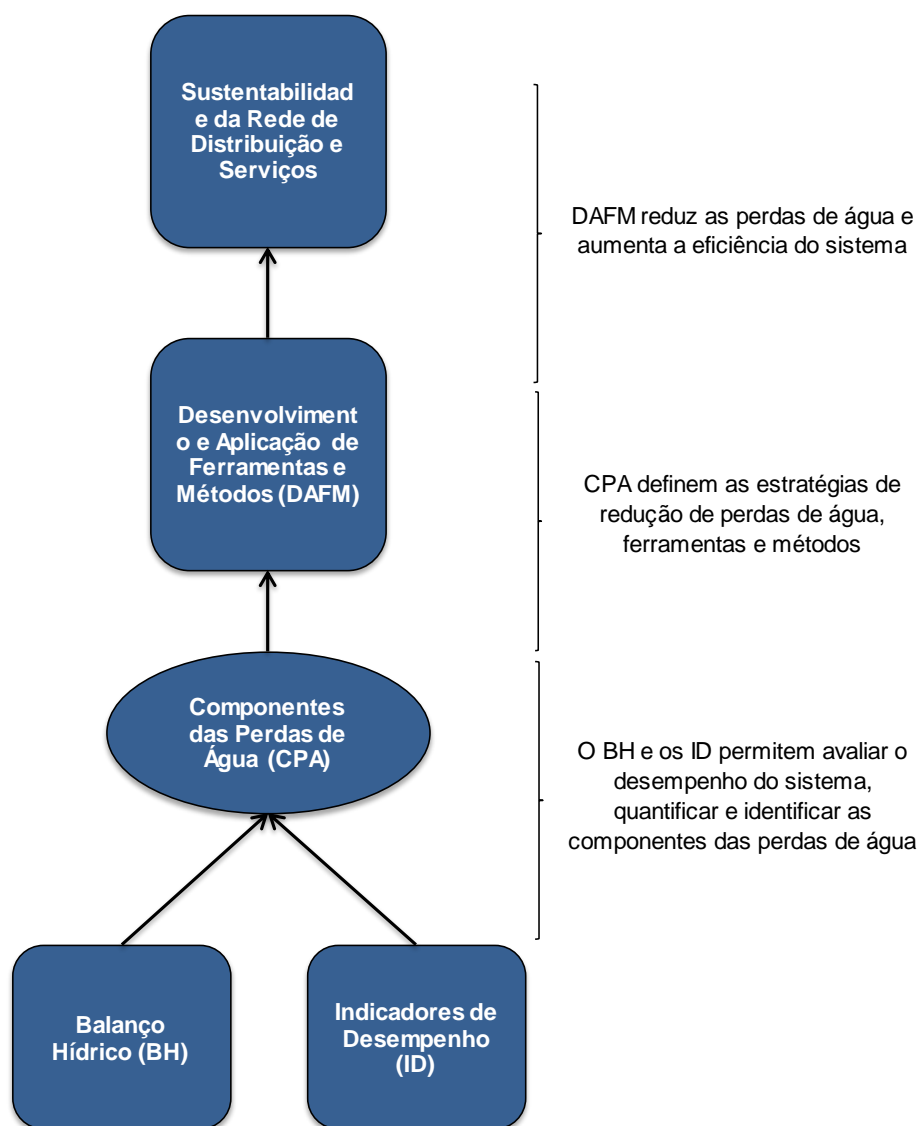 Sustentabilidad
e da Rede de
Distribuição e
Serviços
DAFM reduz as perdas de água e
aumenta a eficiência do sistema
Desenvolviment
o e Aplicação de
Ferramentas e
Métodos (DAFM)
CPA definem as estratégias de
redução de perdas de água,
ferramentas e métodos
Componentes
das Perdas de
Água (CPA)
O BH e os ID permitem avaliar o
desempenho do sistema,
quantificar e identificar as
componentes das perdas de água
Balanço
Hídrico (BH)
Indicadores de
Desempenho
(ID)